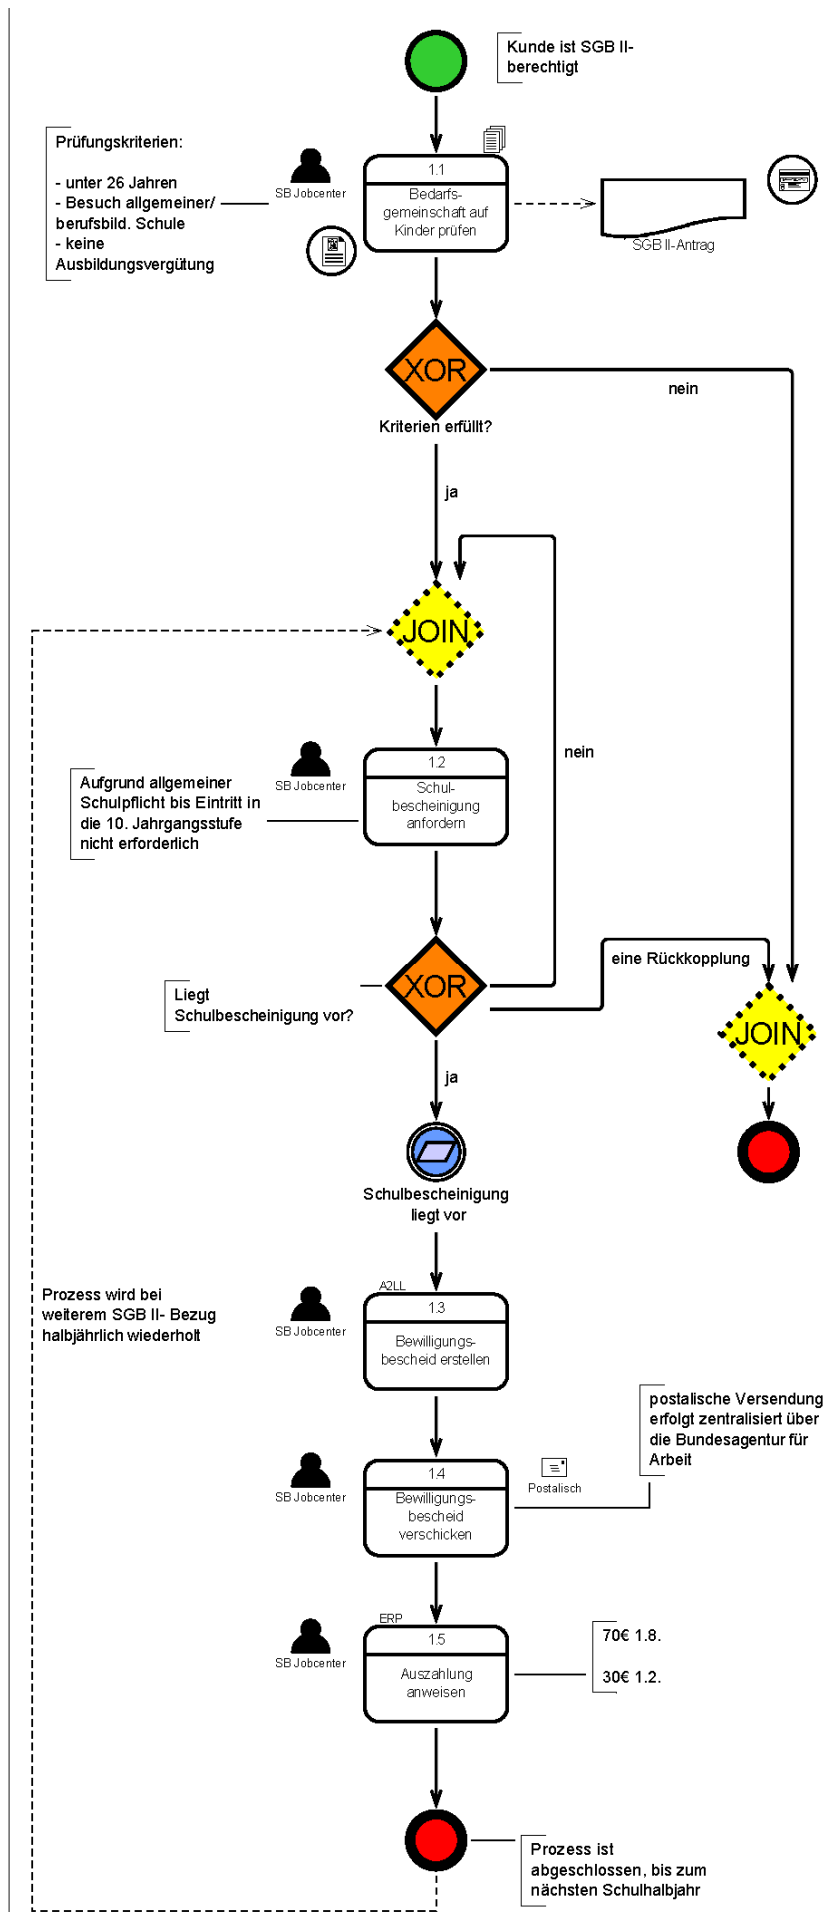 Kunde ist SGB II-
berechtigt
Prüfungskriterien:
- unter 26 Jahren
- Besuch allgemeiner/
berufsbild. Schule
- keine
Ausbildungsvergütung
SB Jobcenter
1.1
Bedarfs-
gemeinschaft auf
Kinder prüfen
SGB II-Antrag
XOR
Kriterien erfüllt?
nein
ja
JOIN
nein
SB Jobcenter
1.2
Schul-
bescheinigung
anfordern
Aufgrund allgemeiner
Schulpflicht bis Eintritt in
die 10. Jahrgangsstufe
nicht erforderlich
eine Rückkopplung
XOR
Liegt
Schulbescheinigung vor?
JOIN
ja
Schulbescheinigung
liegt vor
Prozess wird bei
weiterem SGB II- Bezug
halbjährlich wiederholt
SB Jobcenter
A2LL
1.3
Bewilligungs-
bescheid erstellen
SB Jobcenter
1.4
Bewilligungs-
bescheid
verschicken
Postalisch
postalische Versendung
erfolgt zentralisiert über
die Bundesagentur für
Arbeit
SB Jobcenter
ERP
1.5
Auszahlung
anweisen
70€ 1.8.
30€ 1.2.
Prozess ist
abgeschlossen, bis zum
nächsten Schulhalbjahr